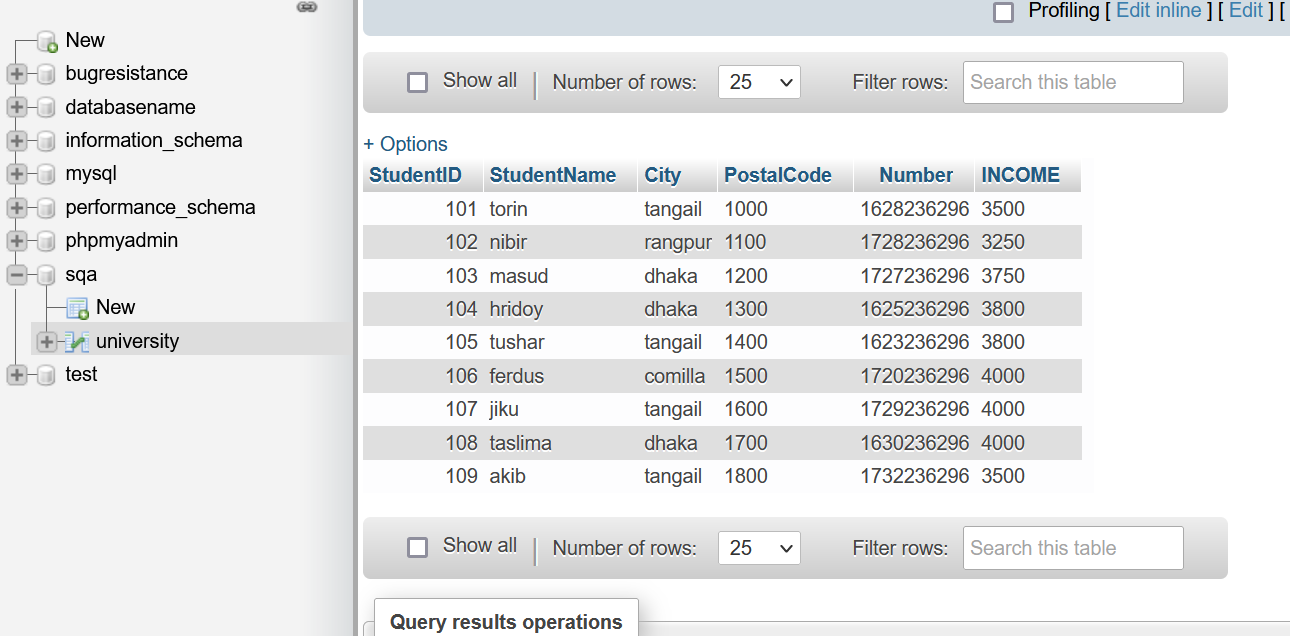 New
bugresistance
databasename
information_schema
mysql
performance_schema
phpmyadmin
sqa
New
university
test
Profiling [ Edit inline ] [ Edit ] [
Show all Number of rows: 25 Filter rows: Search this table
+ Options
StudentID StudentName City PostalCode Number INCOME
101 torin tangail 1000 1628236296 3500
102 nibir rangpur 1100 1728236296 3250
103 masud dhaka 1200 1727236296 3750
104 hridoy dhaka 1300 1625236296 3800
105 tushar tangail 1400 1623236296 3800
106 ferdus comilla 1500 1720236296 4000
107 jiku tangail 1600 1729236296 4000
108 taslima dhaka 1700 1630236296 4000
109 akib tangail 1800 1732236296 3500
Show all Number of rows: 25 Filter rows: Search this table
Query results operations